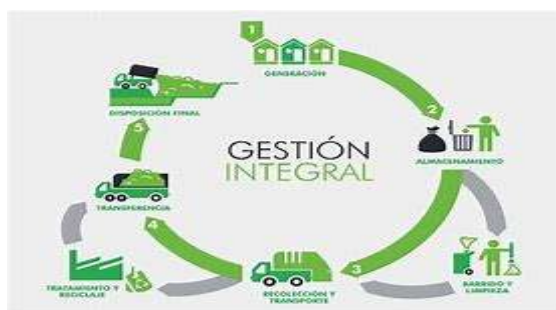 1
GENERACIÓN
2
ALMACENAMIENTO
BARRIDO Y
LIMPIEZA
3
RECOLECCIÓN Y
TRANSPORTE
TRATAMIENTO Y
RECICLAJE
4
TRANSFERENCIA
5
DISPOSICIÓN FINAL
GESTIÓN
INTEGRAL